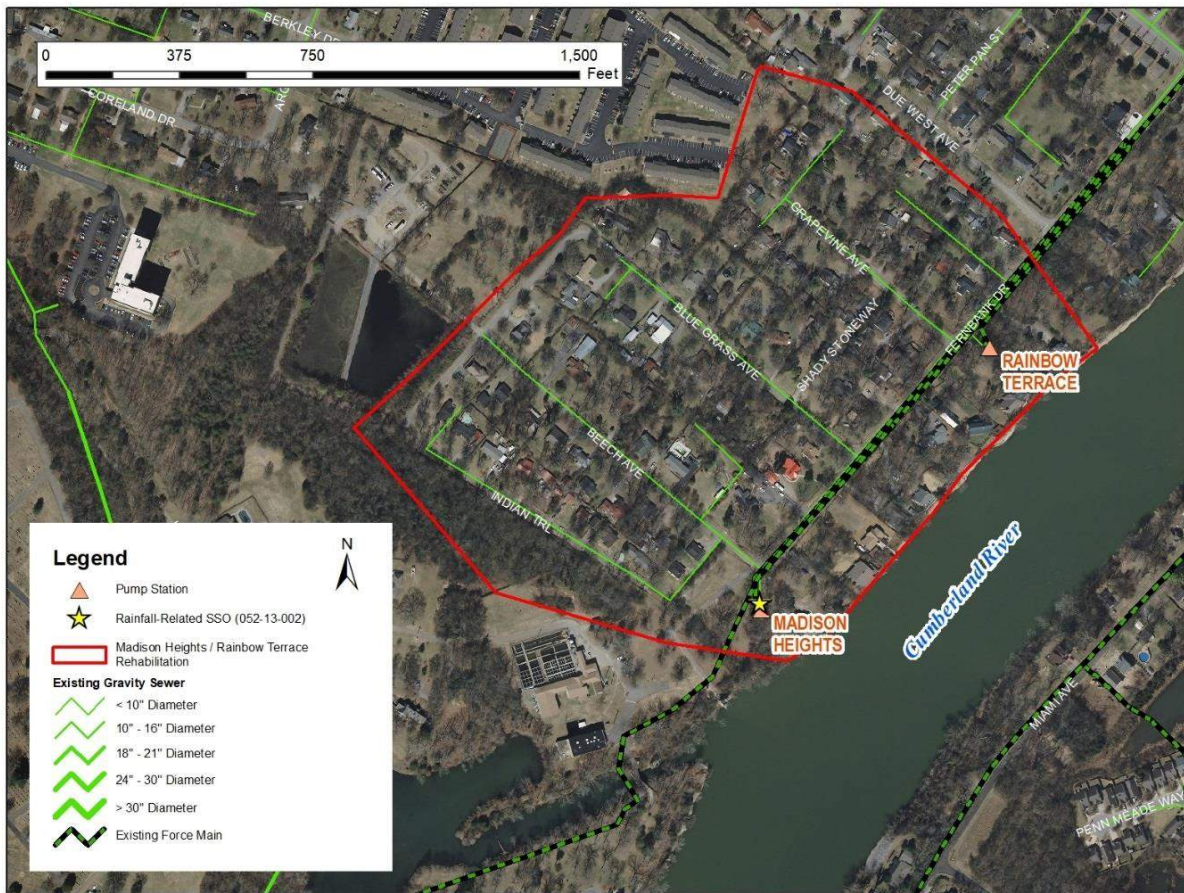 BERKLEY DR
0 375 750 1,500
Feet
CORELAND DR
PETER PAN ST
DUE WEST AVE
GRAPEVINE AVE
BLUE GRASS AVE
SHADY STONEWAY
FERNBANK DR
RAINBOW
TERRACE
BEECH AVE
INDIAN TRL
MADISON
HEIGHTS
Cumberland River
MIAMI AVE
PENN MEADE WAY
Legend
N
Pump Station
Rainfall-Related SSO (052-13-002)
Madison Heights / Rainbow Terrace
Rehabilitation
Existing Gravity Sewer
< 10" Diameter
10" - 16" Diameter
18" - 21" Diameter
24" - 30" Diameter
> 30" Diameter
Existing Force Main